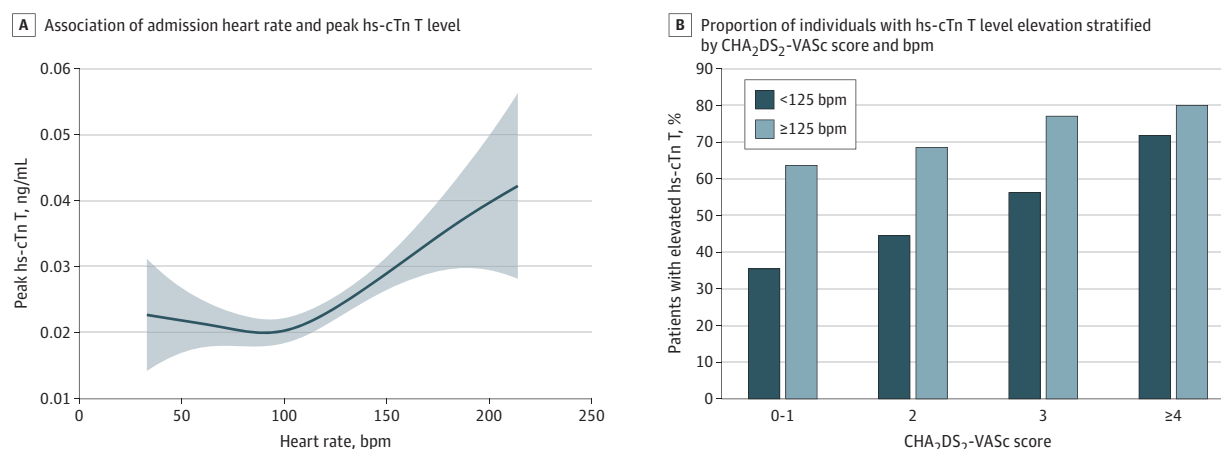 A Association of admission heart rate and peak hs-cTn T level
0.06
0.05
0.04
0.03
0.02
0.01
Peak hs-cTn T, ng/mL
0 50 100 150 200 250
Heart rate, bpm
B Proportion of individuals with hs-cTn T level elevation stratified
by CHA₂DS₂-VASc score and bpm
90
80
70
60
50
40
30
20
10
0
Patients with elevated hs-cTn T, %
<125 bpm
≥125 bpm
0-1 2 3 ≥4
CHA₂DS₂-VASc score